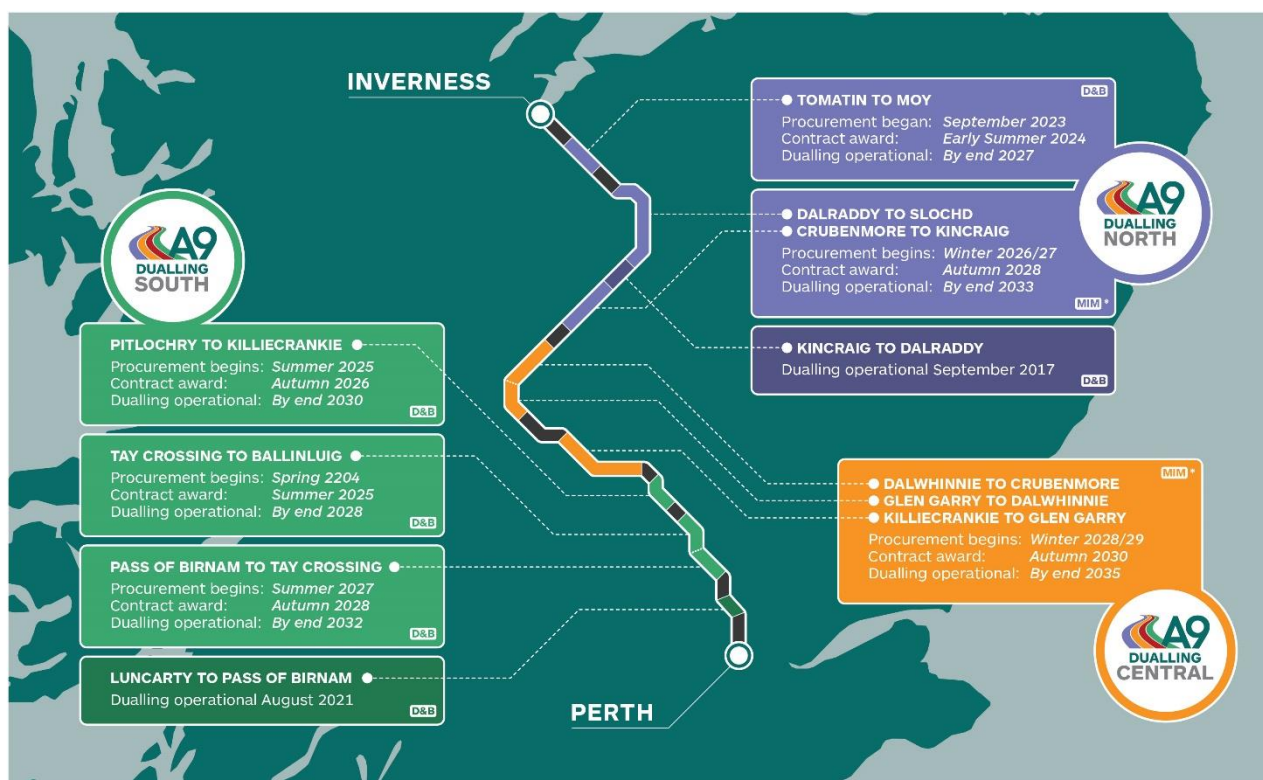 INVERNESS
D&B
TOMATIN TO MOY
Procurement began: September 2023
Contract award: Early Summer 2024
Dualling operational: By end 2027
DALRADDY TO SLOCHD
CRUBENMORE TO KINCRAIG
Procurement begins: Winter 2026/27
Contract award: Autumn 2028
Dualling operational: By end 2033
MIM *
A9
DUALLING
NORTH
KINCRAIG TO DALRADDY
Dualling operational September 2017
D&B
A9
DUALLING
SOUTH
PITLOCHRY TO KILLIECRANKIE
Procurement begins: Summer 2025
Contract award: Autumn 2026
Dualling operational: By end 2030
D&B
TAY CROSSING TO BALLINLUIG
Procurement begins: Spring 2204
Contract award: Summer 2025
Dualling operational: By end 2028
D&B
PASS OF BIRNAM TO TAY CROSSING
Procurement begins: Summer 2027
Contract award: Autumn 2028
Dualling operational: By end 2032
D&B
LUNCARTY TO PASS OF BIRNAM
Dualling operational August 2021
D&B
MIM *
DALWHINNIE TO CRUBENMORE
GLEN GARRY TO DALWHINNIE
KILLIECRANKIE TO GLEN GARRY
Procurement begins: Winter 2028/29
Contract award: Autumn 2030
Dualling operational: By end 2035
A9
DUALLING
CENTRAL
PERTH